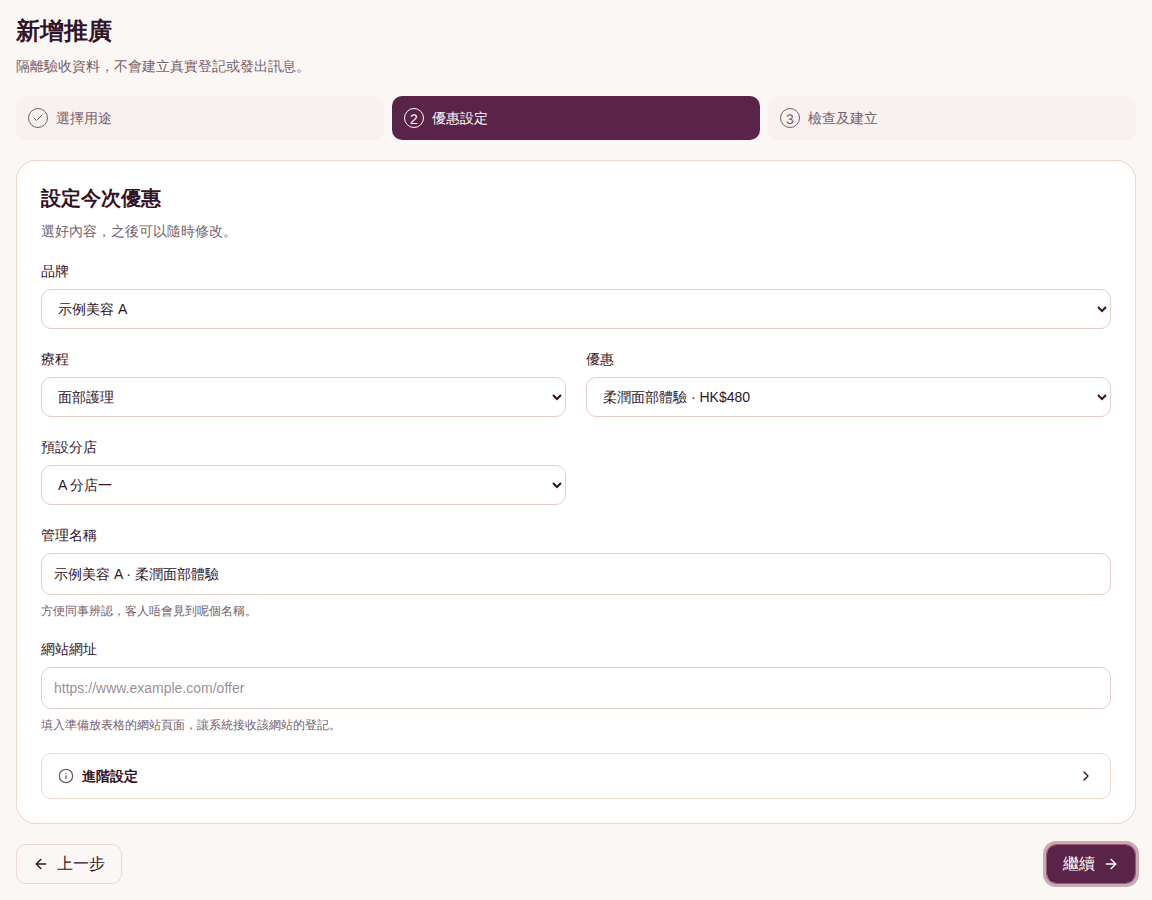 新增推廣
隔離驗收資料，不會建立真實登記或發出訊息。
選擇用途
2 優惠設定
3 檢查及建立
設定今次優惠
選好內容，之後可以隨時修改。
品牌
示例美容 A
療程
優惠
面部護理
柔潤面部體驗 · HK$480
預設分店
A 分店一
管理名稱
示例美容 A · 柔潤面部體驗
方便同事辨認，客人唔會見到呢個名稱。
網站網址
https://www.example.com/offer
填入準備放表格的網站頁面，讓系統接收該網站的登記。
進階設定
上一步
繼續